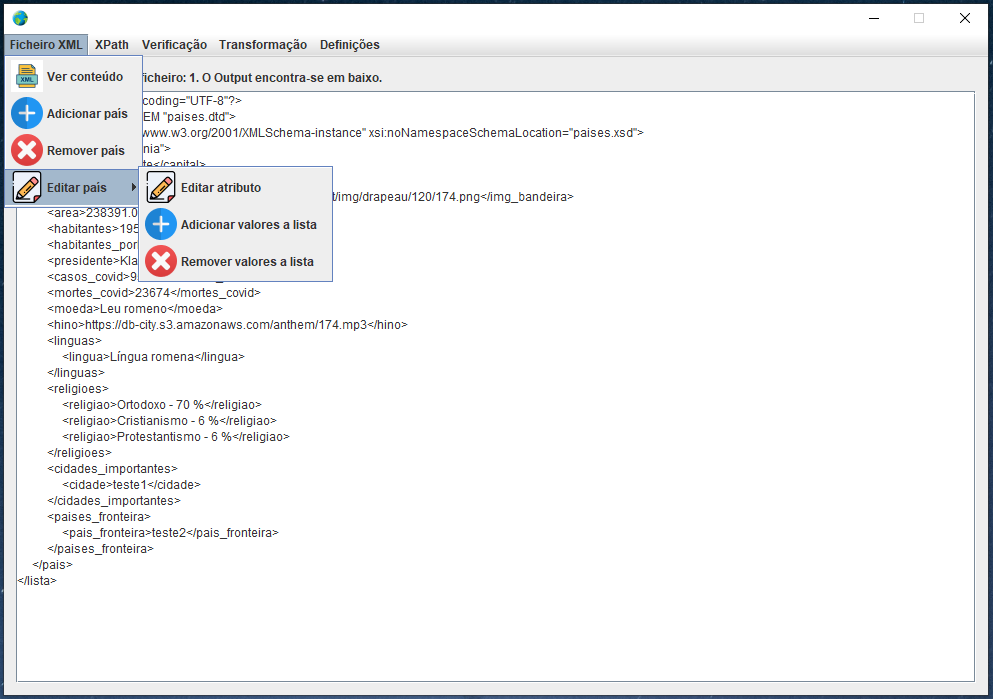 Ficheiro XML XPath Verificação Transformação Definições
Ver conteúdo
Adicionar país
Remover país
Editar país
Editar atributo
Adicionar valores a lista
Remover valores a lista
ficheiro: 1. O Output encontra-se em baixo.
coding="UTF-8"?>
EM "paises.dtd">
www.w3.org/2001/XMLSchema-instance" xsi:noNamespaceSchemaLocation="paises.xsd">
nia">
te</capital>
/img/drapeau/120/174.png</img_bandeira>
<area>238391.0
<habitantes>195
<habitantes_por
<presidente>Kla
<casos_covid>9
<mortes_covid>23674</mortes_covid>
<moeda>Leu romeno</moeda>
<hino>https://db-city.s3.amazonaws.com/anthem/174.mp3</hino>
<linguas>
<lingua>Língua romena</lingua>
</linguas>
<religioes>
<religiao>Ortodoxo - 70 %</religiao>
<religiao>Cristianismo - 6 %</religiao>
<religiao>Protestantismo - 6 %</religiao>
</religioes>
<cidades_importantes>
<cidade>teste1</cidade>
</cidades_importantes>
<paises_fronteira>
<pais_fronteira>teste2</pais_fronteira>
</paises_fronteira>
</pais>
</lista>